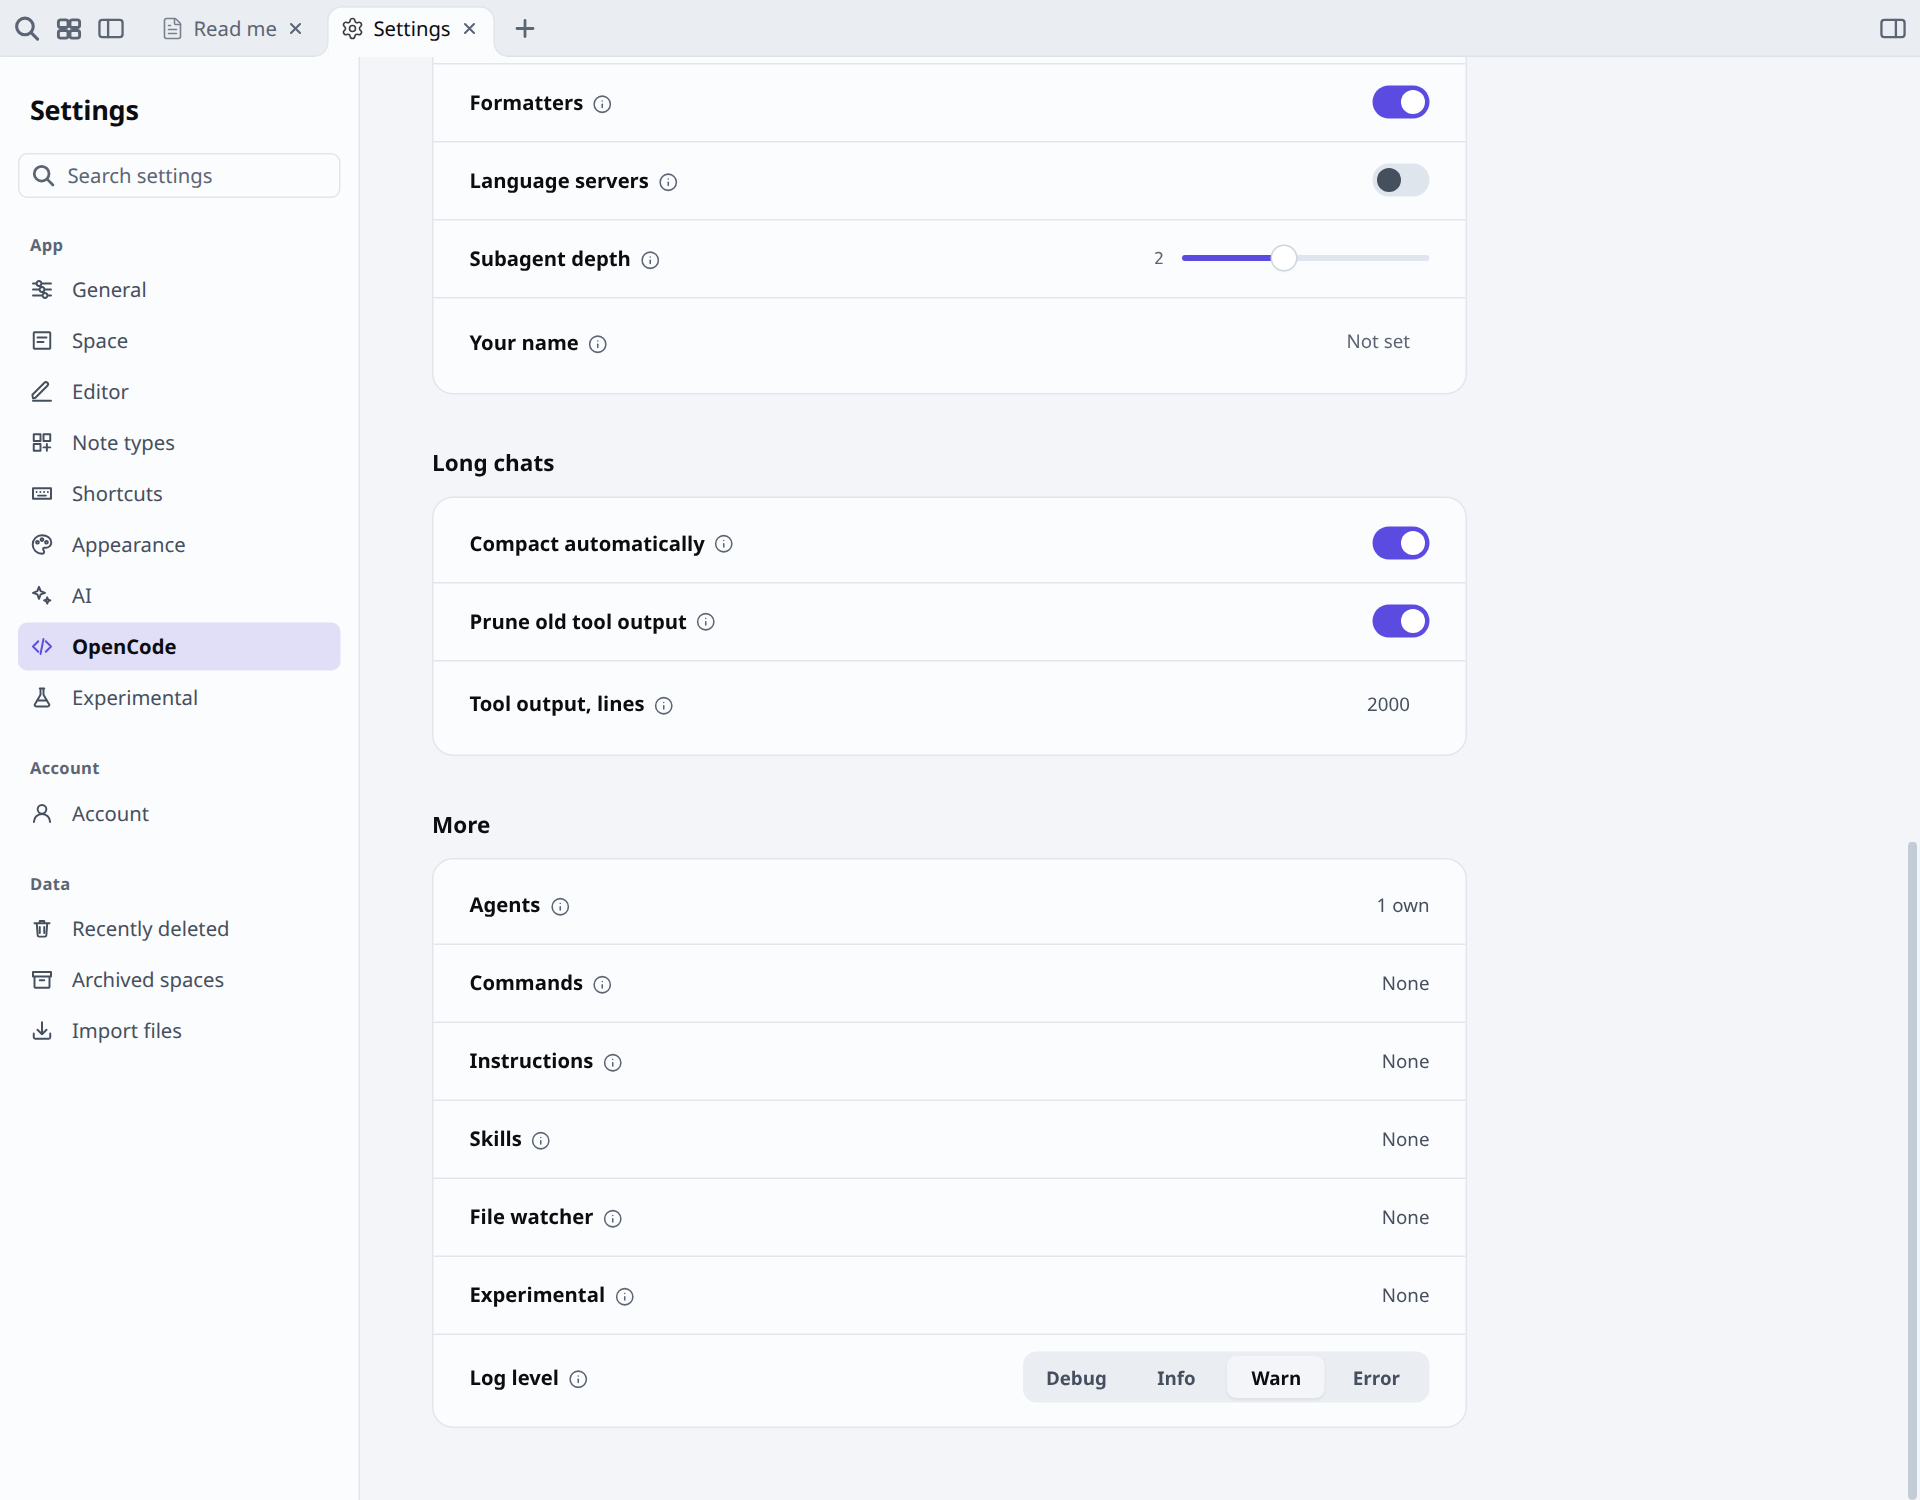 Read me
Settings
Settings
Search settings
App
General
Space
Editor
Note types
Shortcuts
Appearance
AI
OpenCode
Experimental
Account
Account
Data
Recently deleted
Archived spaces
Import files
Formatters
Language servers
Subagent depth 2
Your name Not set
Long chats
Compact automatically
Prune old tool output
Tool output, lines 2000
More
Agents 1 own
Commands None
Instructions None
Skills None
File watcher None
Experimental None
Log level Debug Info Warn Error